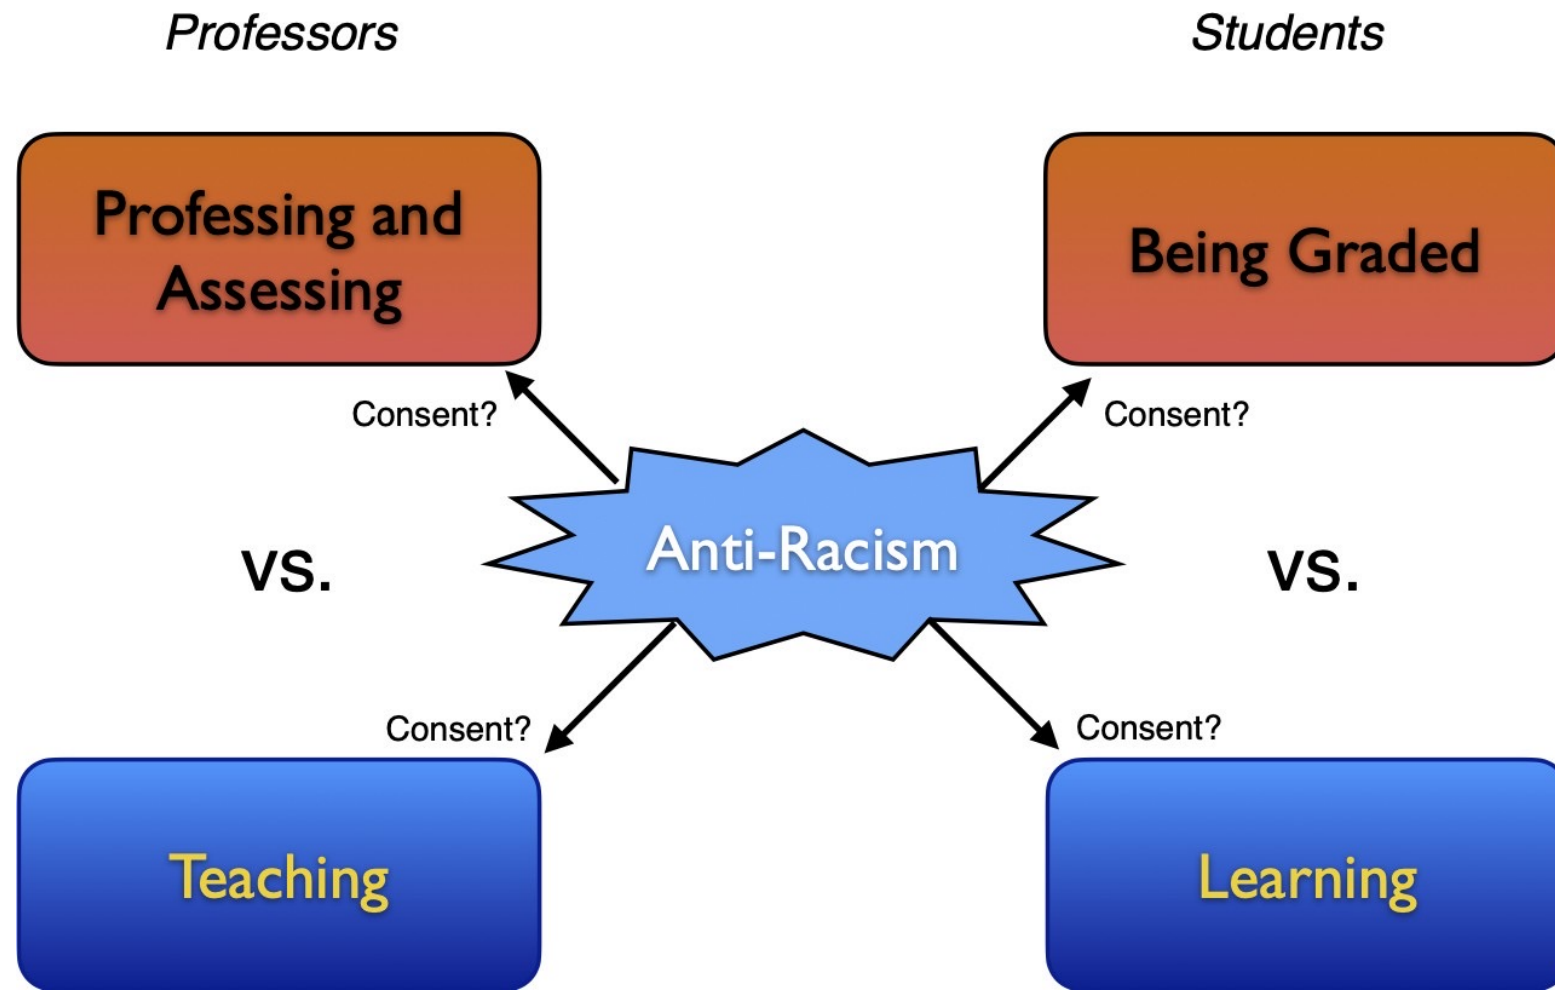 Professors
Students
Professing and
Assessing
Being Graded
Consent?
Consent?
vs.
Anti-Racism
vs.
Consent?
Consent?
Teaching
Learning